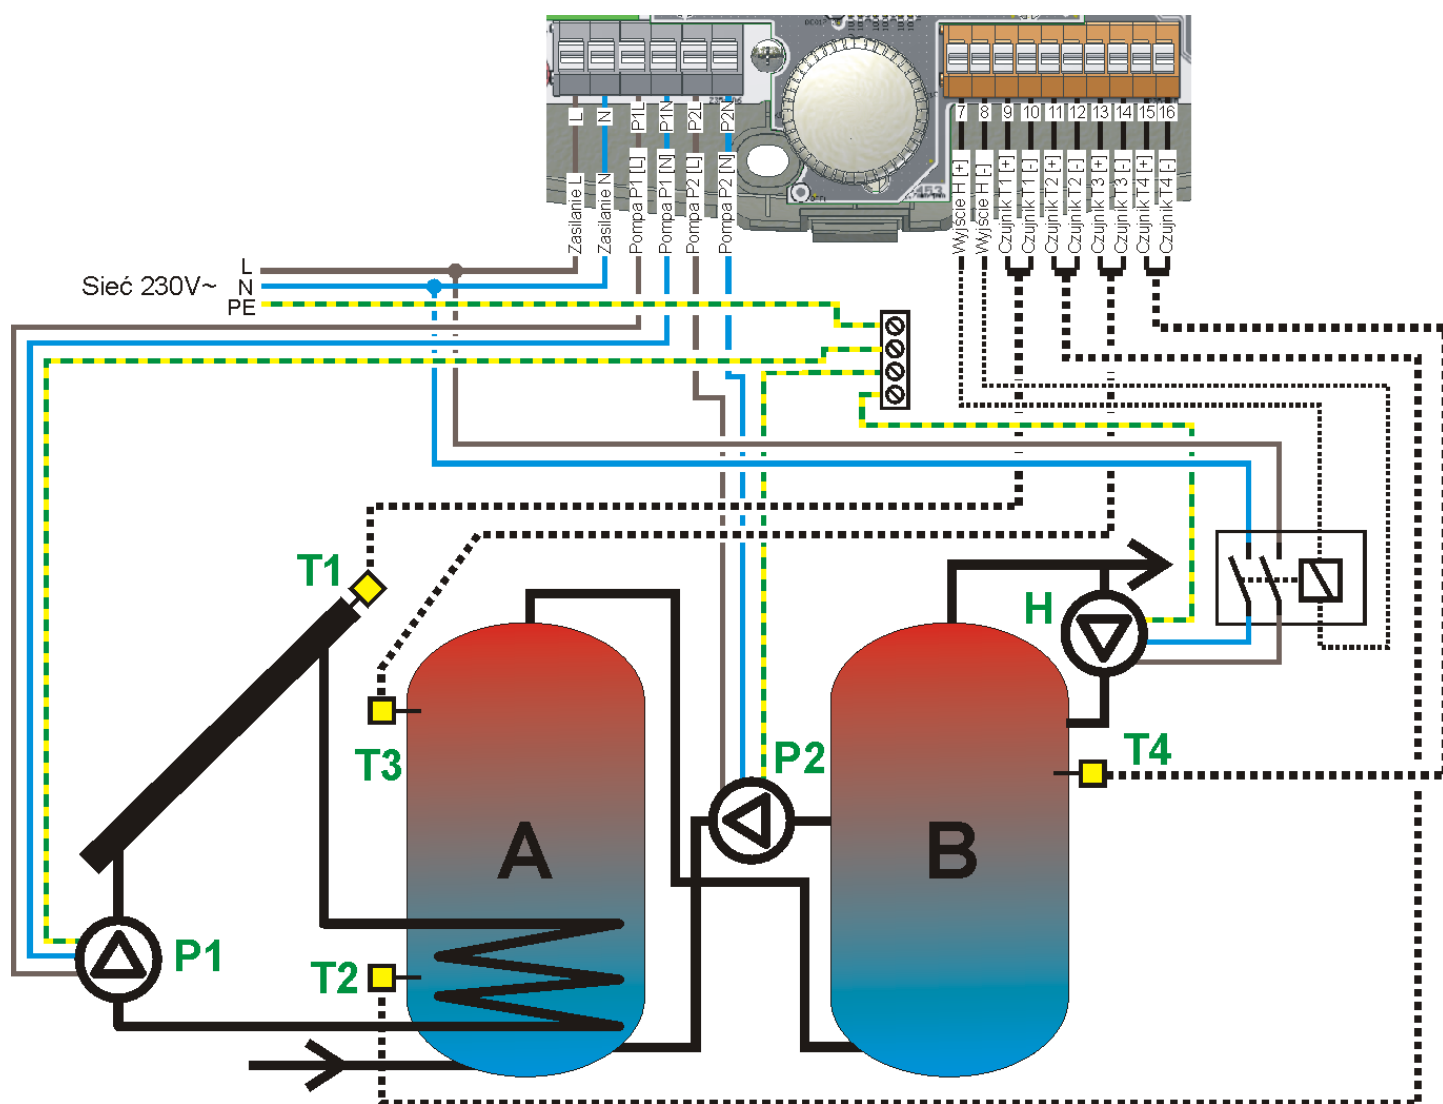 L
N
P1L
P1N
P2L
P2N
7
8
9
10
11
12
13
14
15
16
Zasilanie L
Zasilanie N
Pompa P1 [L]
Pompa P1 [N]
Pompa P2 [L]
Pompa P2 [N]
Wyjscie H [+]
Wyjscie H [-]
Czujnik T1 [+]
Czujnik T1 [-]
Czujnik T2 [+]
Czujnik T2 [-]
Czujnik T3 [+]
Czujnik T3 [-]
Czujnik T4 [+]
Czujnik T4 [-]
L
Sieć 230V~ N
PE
T1
H
T3
P2
T4
A
B
P1
T2